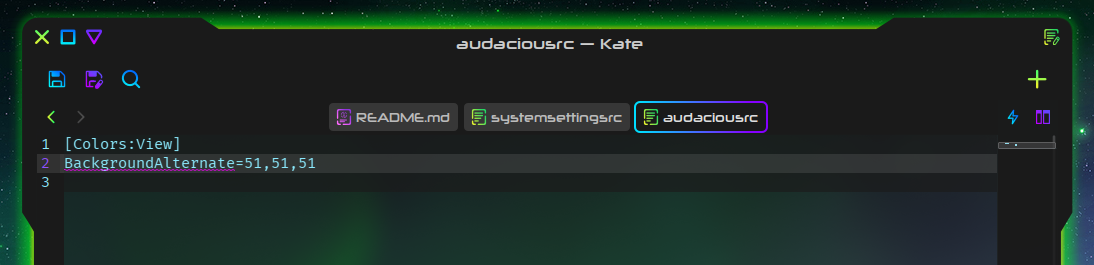 audaciousrc — Kate
README.md
systemsettingsrc
audaciousrc
1 [Colors:View]
2 BackgroundAlternate=51,51,51
3